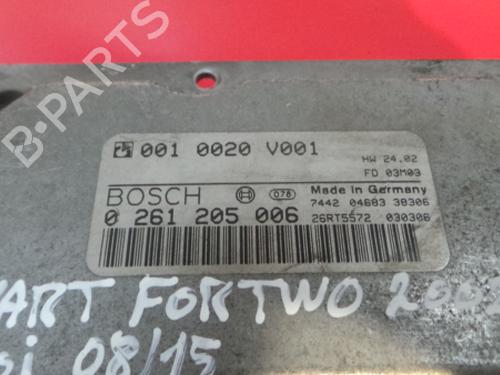 B-PARTS
001 0020 V001
HW 24.02
FD 03M03
BOSCH
078
Made in Germany
0 261 205 006
7442 04683 38306
26RT5572 030306
ART FORTWO 200
i 08/15